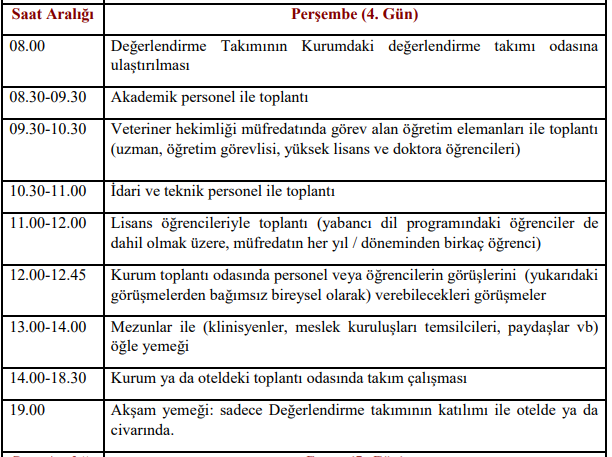 Saat Aralığı Perşembe (4. Gün)
08.00 Değerlendirme Takımının Kurumdaki değerlendirme takımı odasına
ulaştırılması
08.30-09.30 Akademik personel ile toplantı
09.30-10.30 Veteriner hekimliği müfredatında görev alan öğretim elemanları ile toplantı
(uzman, öğretim görevlisi, yüksek lisans ve doktora öğrencileri)
10.30-11.00 İdari ve teknik personel ile toplantı
11.00-12.00 Lisans öğrencileriyle toplantı (yabancı dil programındaki öğrenciler de
dahil olmak üzere, müfredatın her yıl / döneminden birkaç öğrenci)
12.00-12.45 Kurum toplantı odasında personel veya öğrencilerin görüşlerini (yukarıdaki
görüşmelerden bağımsız bireysel olarak) verebilecekleri görüşmeler
13.00-14.00 Mezunlar ile (klinisyenler, meslek kuruluşları temsilcileri, paydaşlar vb)
öğle yemeği
14.00-18.30 Kurum ya da oteldeki toplantı odasında takım çalışması
19.00 Akşam yemeği: sadece Değerlendirme takımının katılımı ile otelde ya da
civarında.